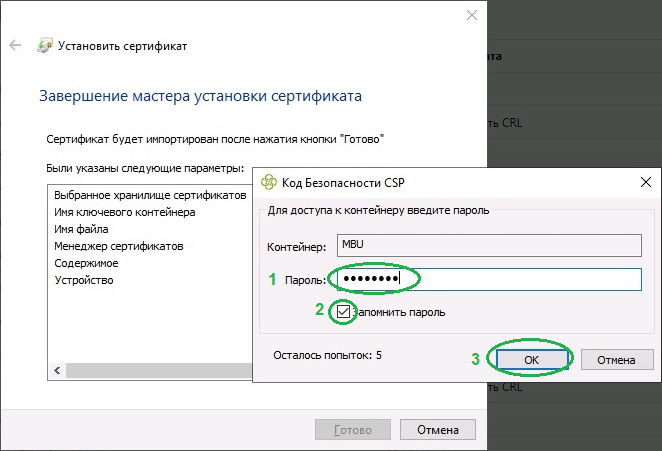 Установить сертификат
Завершение мастера установки сертификата
Сертификат будет импортирован после нажатия кнопки "Готово"
Были указаны следующие параметры:
Выбранное хранилище сертификатов
Имя ключевого контейнера
Имя файла
Менеджер сертификатов
Содержимое
Устройство
Готово
Отмена
Код Безопасности CSP
Для доступа к контейнеру введите пароль
Контейнер: MBU
1 Пароль: ●●●●●●●●
2 Запомнить пароль
Осталось попыток: 5
3 OK Отмена
ата
ть CRL
ть CRL